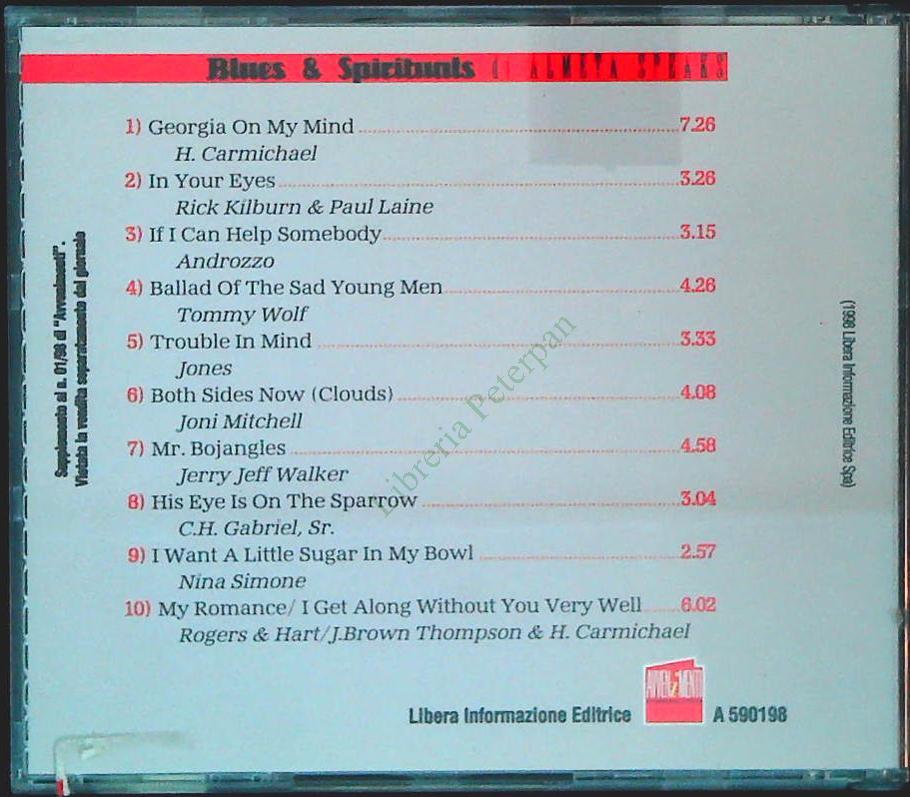 Blues & Spirituals di ALMETA SPEAKS
1) Georgia On My Mind 7.26
H. Carmichael
2) In Your Eyes 3.26
Rick Kilburn & Paul Laine
3) If I Can Help Somebody 3.15
Androzzo
4) Ballad Of The Sad Young Men 4.26
Tommy Wolf
5) Trouble In Mind 3.33
Jones
6) Both Sides Now (Clouds) 4.08
Joni Mitchell
7) Mr. Bojangles 4.58
Jerry Jeff Walker
8) His Eye Is On The Sparrow 3.04
C.H. Gabriel, Sr.
9) I Want A Little Sugar In My Bowl 2.57
Nina Simone
10) My Romance/ I Get Along Without You Very Well 6.02
Rogers & Hart/J.Brown Thompson & H. Carmichael
Libera Informazione Editrice
AVVENIMENTI
A 590198
Supplemento al n. 01/98 di "Avvenimenti".
Vietata la vendita separatamente dal giornale
(1998 Libera Informazione Editrice Spa)
Libreria Peterpan